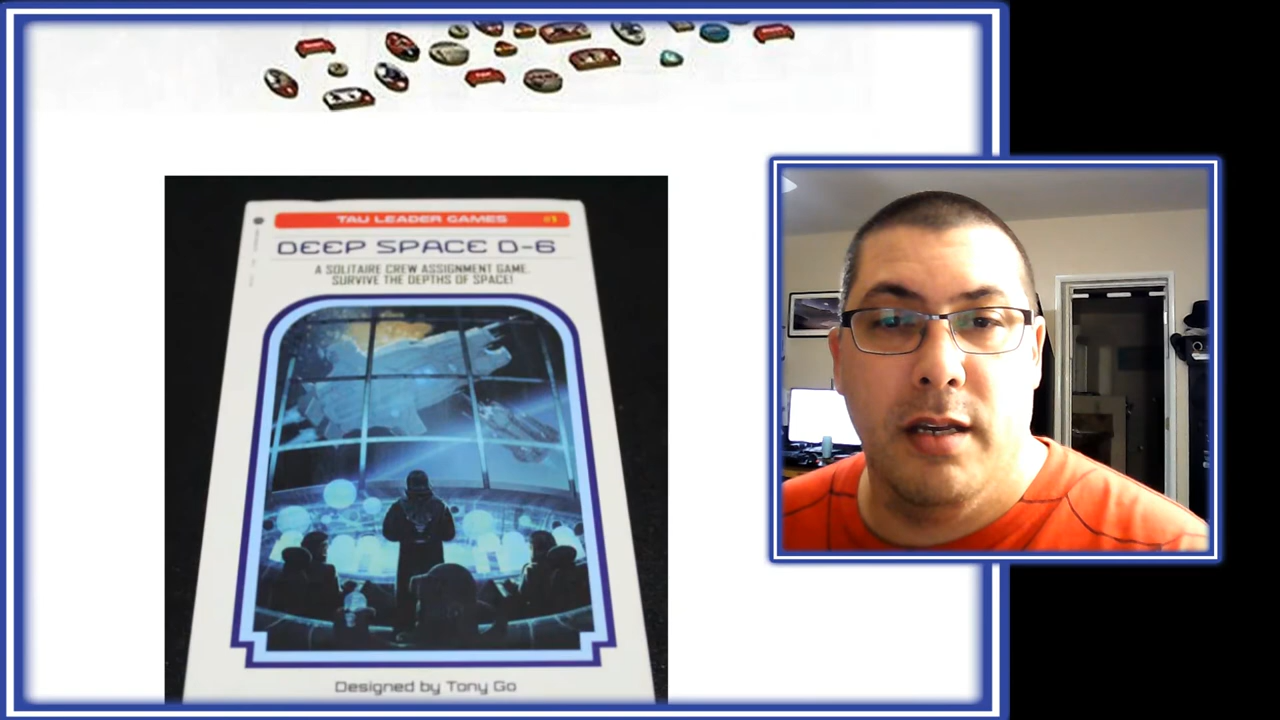 TAU LEADER GAMES #1
DEEP SPACE D-6
A SOLITAIRE CREW ASSIGNMENT GAME.
SURVIVE THE DEPTHS OF SPACE!
Designed by Tony Go